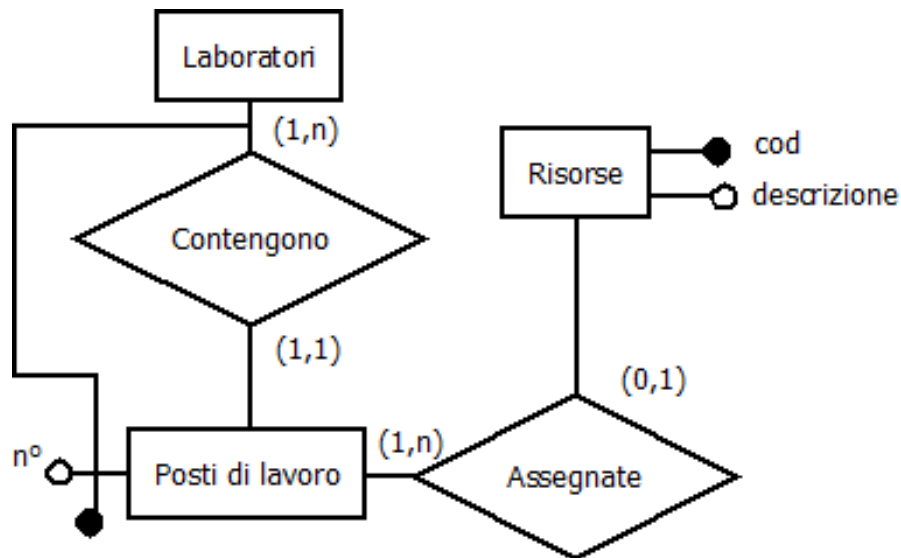 Laboratori
(1,n)
cod
Risorse
descrizione
Contengono
(1,1)
(0,1)
n°
(1,n)
Posti di lavoro
Assegnate